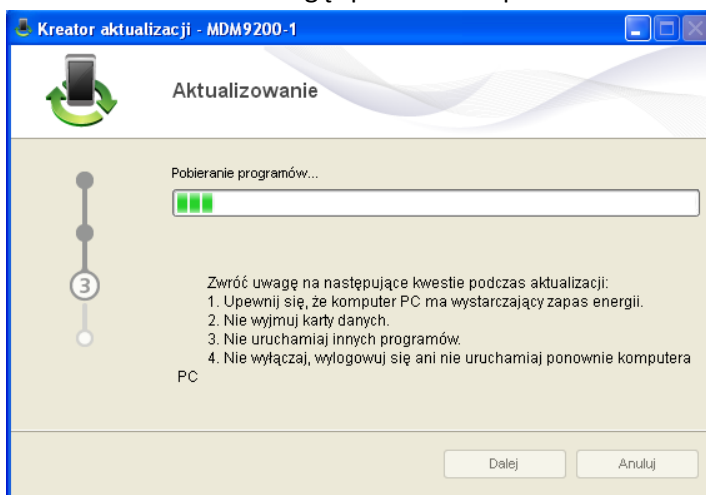 Kreator aktualizacji - MDM9200-1
Aktualizowanie
Pobieranie programów...
3
Zwróć uwagę na następujące kwestie podczas aktualizacji:
1. Upewnij się, że komputer PC ma wystarczający zapas energii.
2. Nie wyjmuj karty danych.
3. Nie uruchamiaj innych programów.
4. Nie wyłączaj, wylogowuj się ani nie uruchamiaj ponownie komputera
PC
Dalej
Anuluj